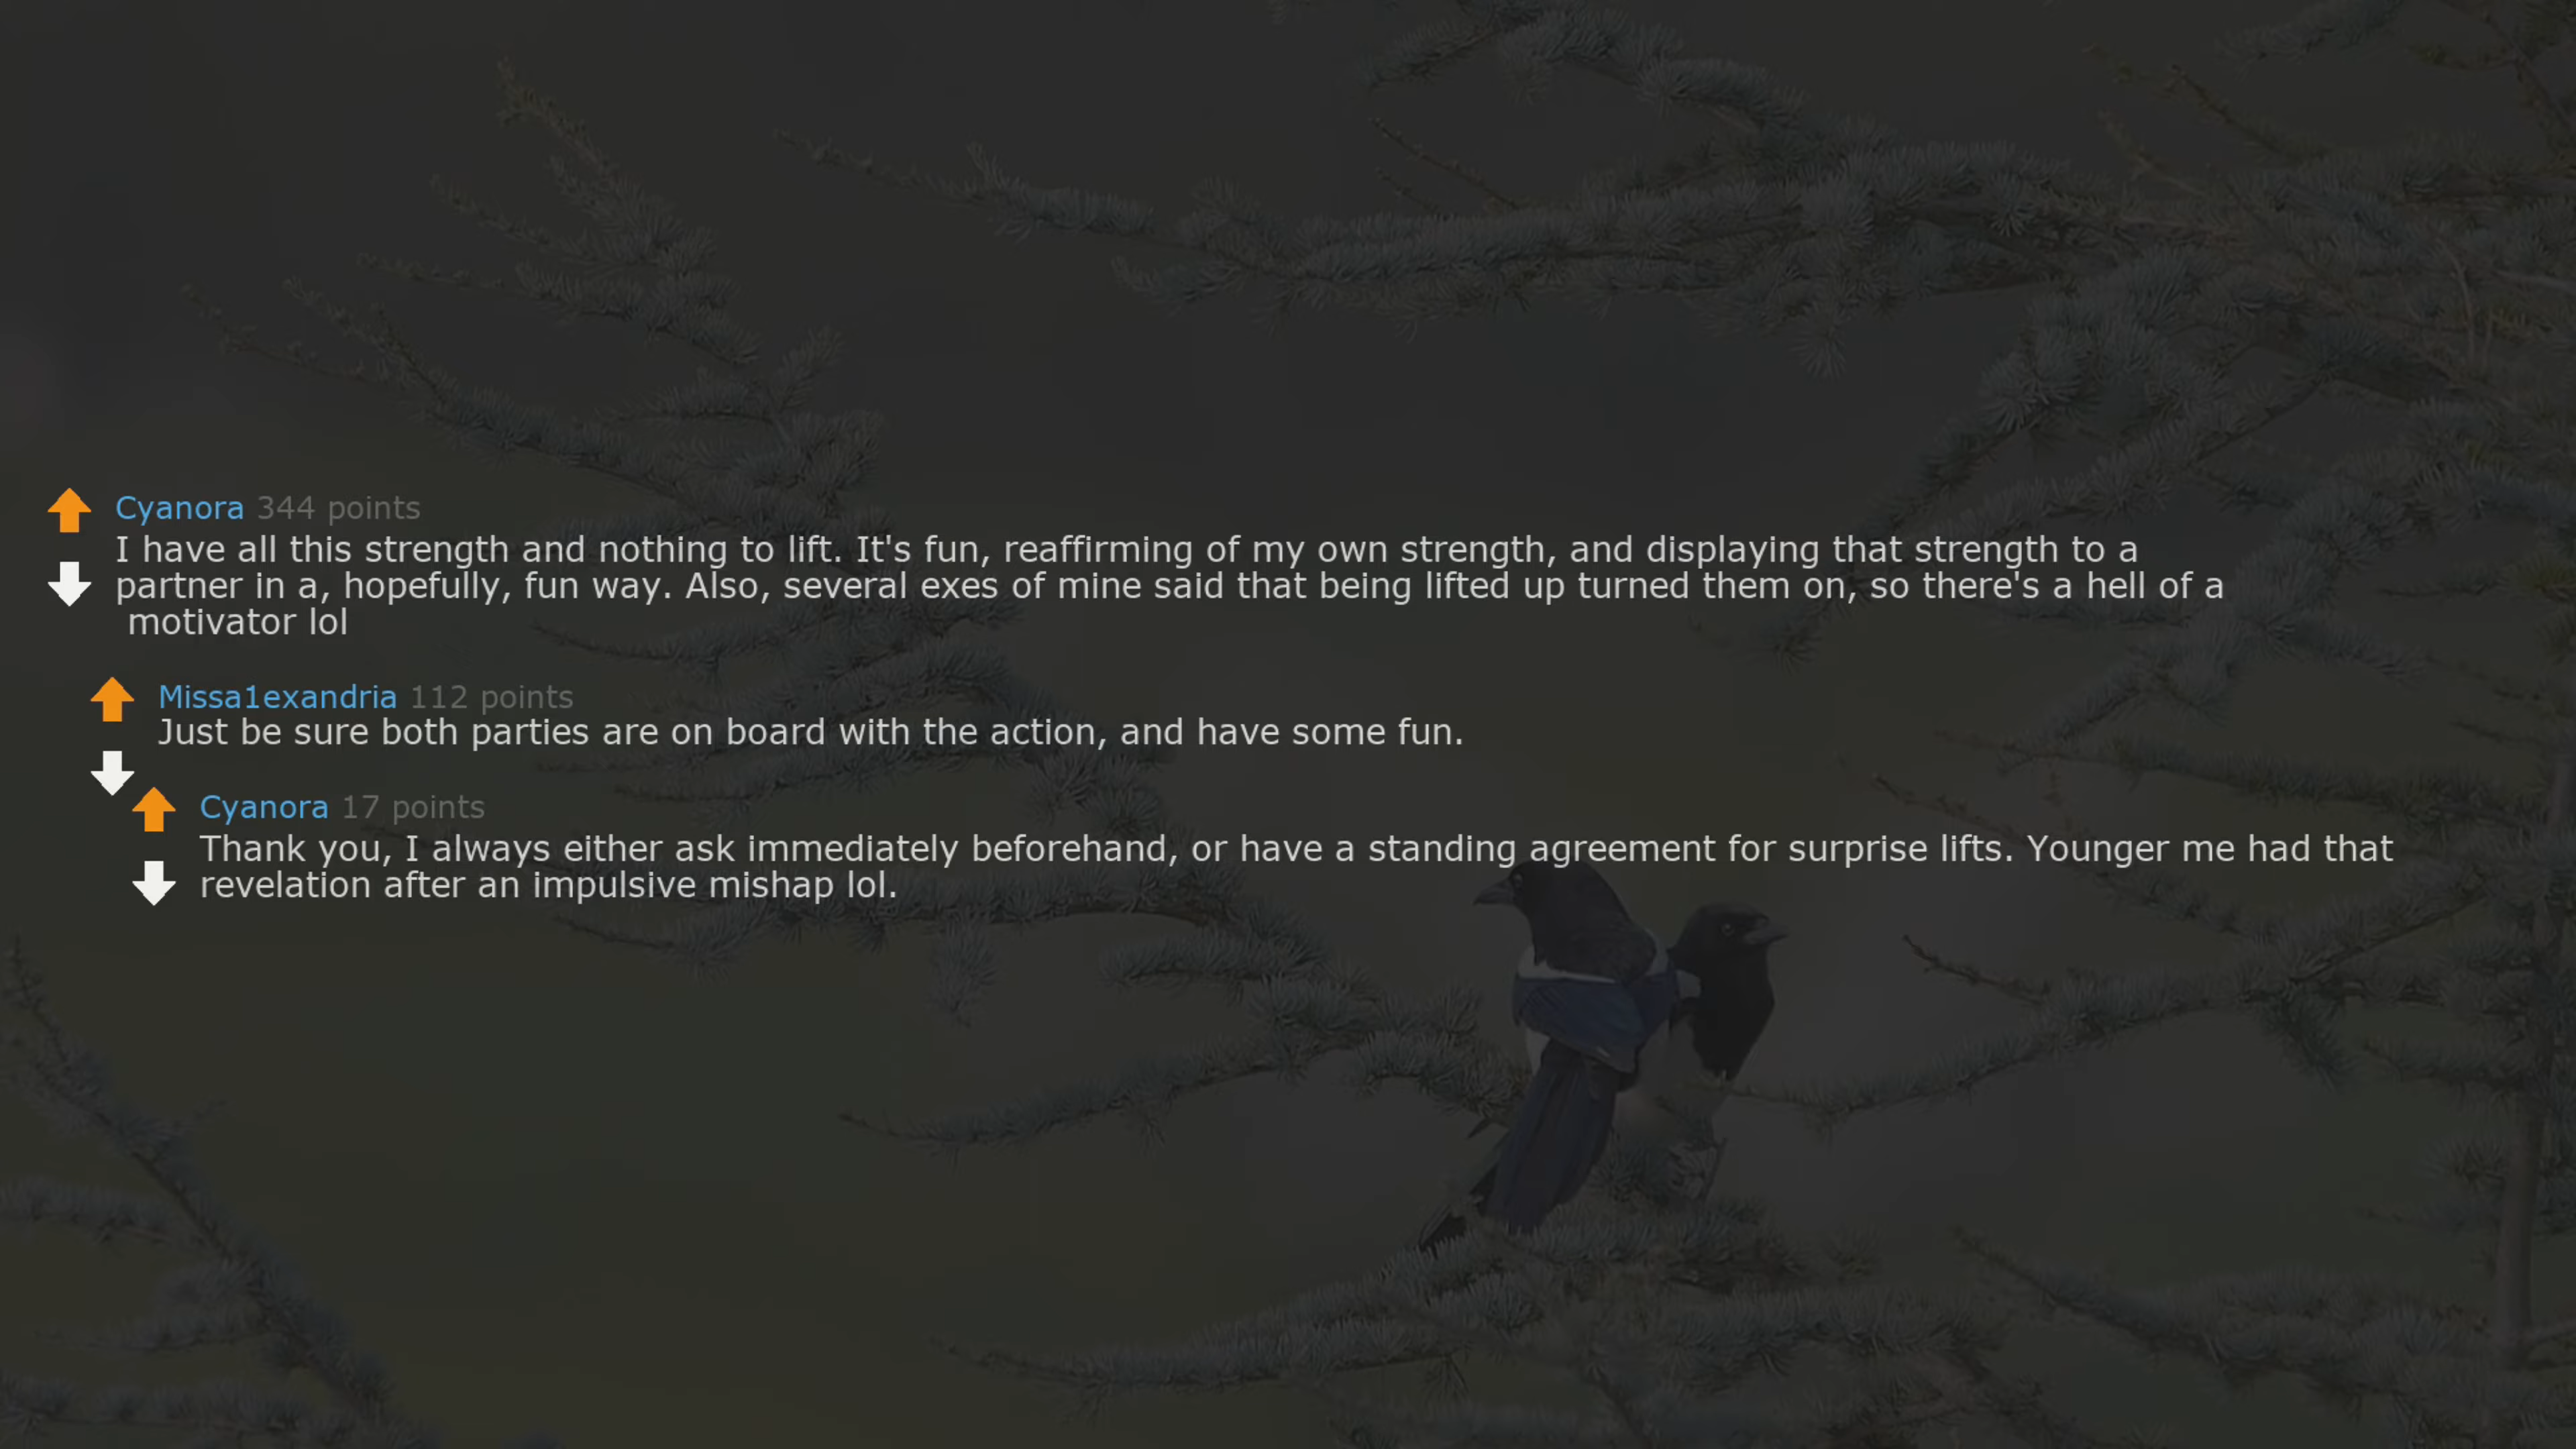 Cyanora 344 points
I have all this strength and nothing to lift. It's fun, reaffirming of my own strength, and displaying that strength to a
partner in a, hopefully, fun way. Also, several exes of mine said that being lifted up turned them on, so there's a hell of a
motivator lol
Missa1exandria 112 points
Just be sure both parties are on board with the action, and have some fun.
Cyanora 17 points
Thank you, I always either ask immediately beforehand, or have a standing agreement for surprise lifts. Younger me had that
revelation after an impulsive mishap lol.